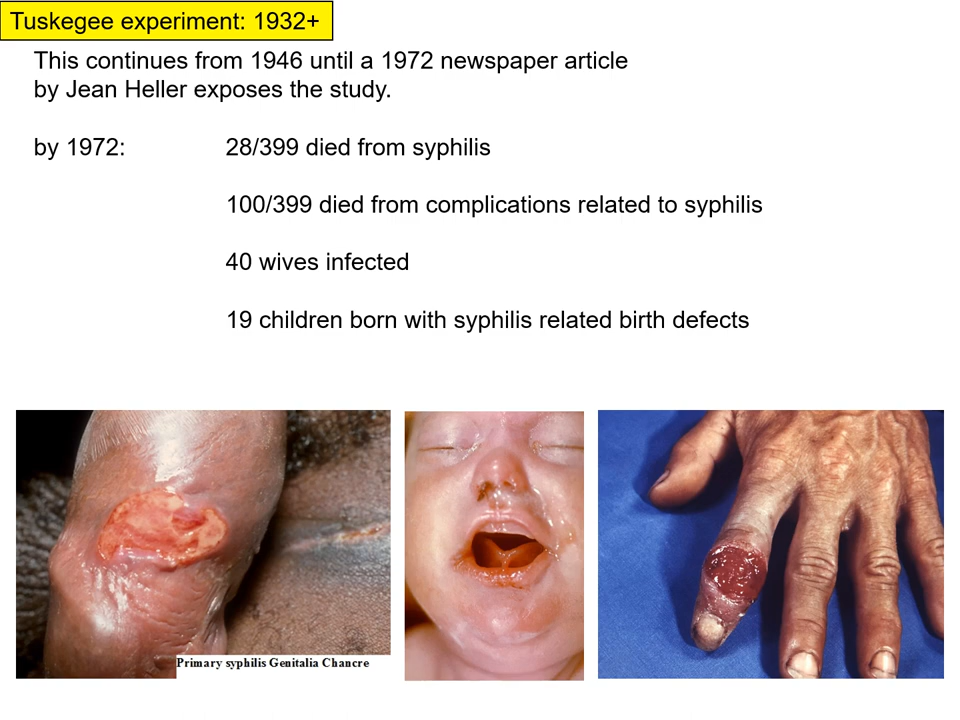 Tuskegee experiment: 1932+
This continues from 1946 until a 1972 newspaper article
by Jean Heller exposes the study.
by 1972: 28/399 died from syphilis
100/399 died from complications related to syphilis
40 wives infected
19 children born with syphilis related birth defects
Primary syphilis Genitalia Chancre